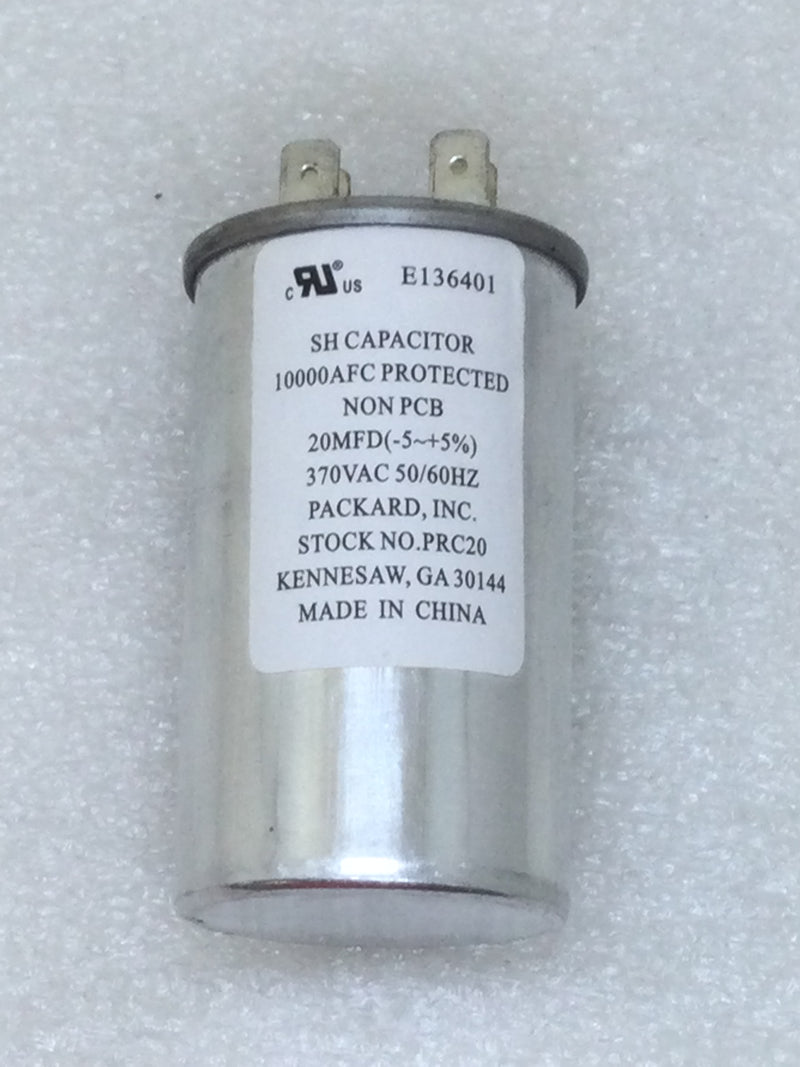 c RU® US E136401
SH CAPACITOR
10000AFC PROTECTED
NON PCB
20MFD(-5~+5%)
370VAC 50/60HZ
PACKARD, INC.
STOCK NO.PRC20
KENNESAW, GA 30144
MADE IN CHINA